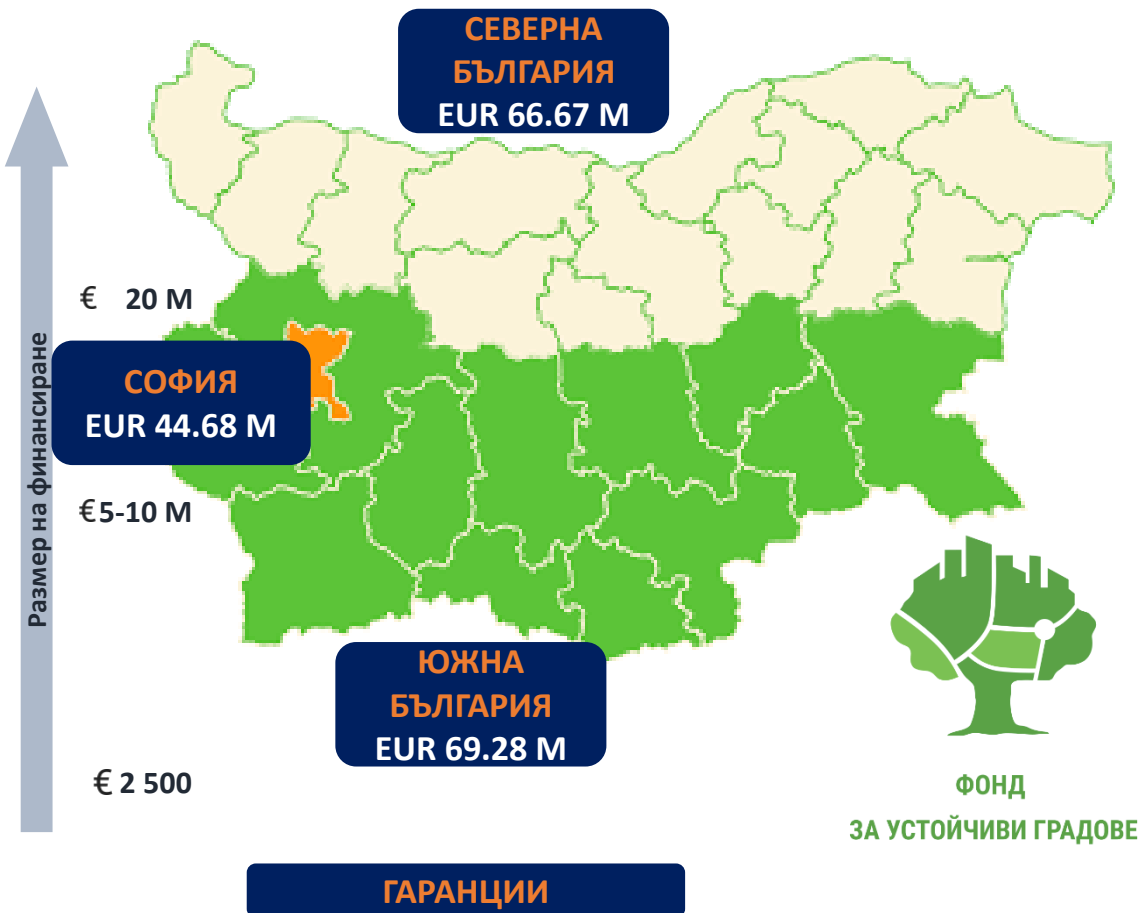 СЕВЕРНА
БЪЛГАРИЯ
EUR 66.67 M
€ 20 M
Размер на финансиране
СОФИЯ
EUR 44.68 M
€5-10 M
ЮЖНА
БЪЛГАРИЯ
EUR 69.28 M
€ 2 500
ФОНД
ЗА УСТОЙЧИВИ ГРАДОВЕ
ГАРАНЦИИ